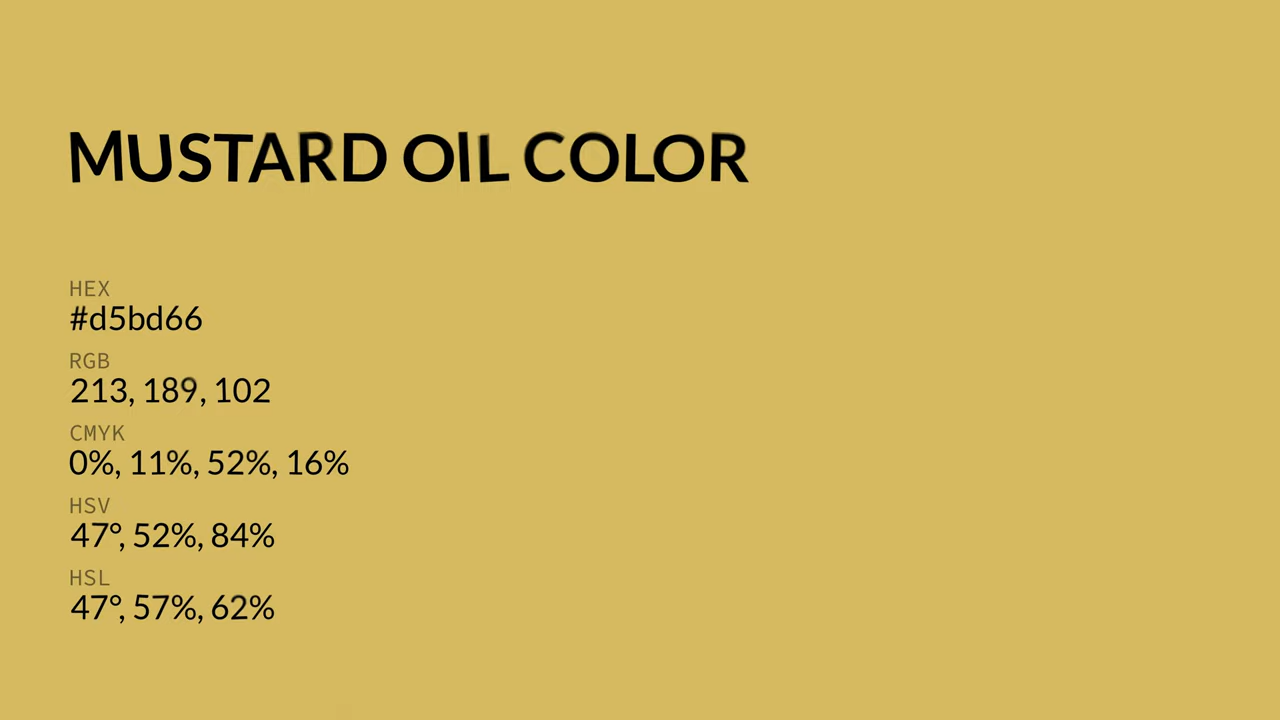 MUSTARD OIL COLOR
HEX
#d5bd66
RGB
213, 189, 102
CMYK
0%, 11%, 52%, 16%
HSV
47°, 52%, 84%
HSL
47°, 57%, 62%